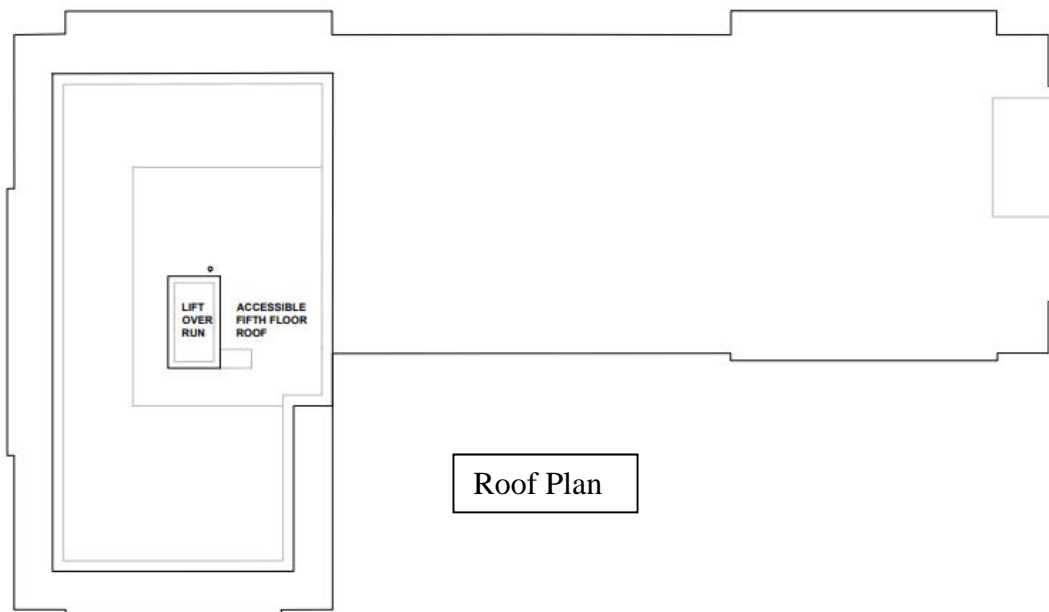 LIFT
OVER
RUN
ACCESSIBLE
FIFTH FLOOR
ROOF
Roof Plan